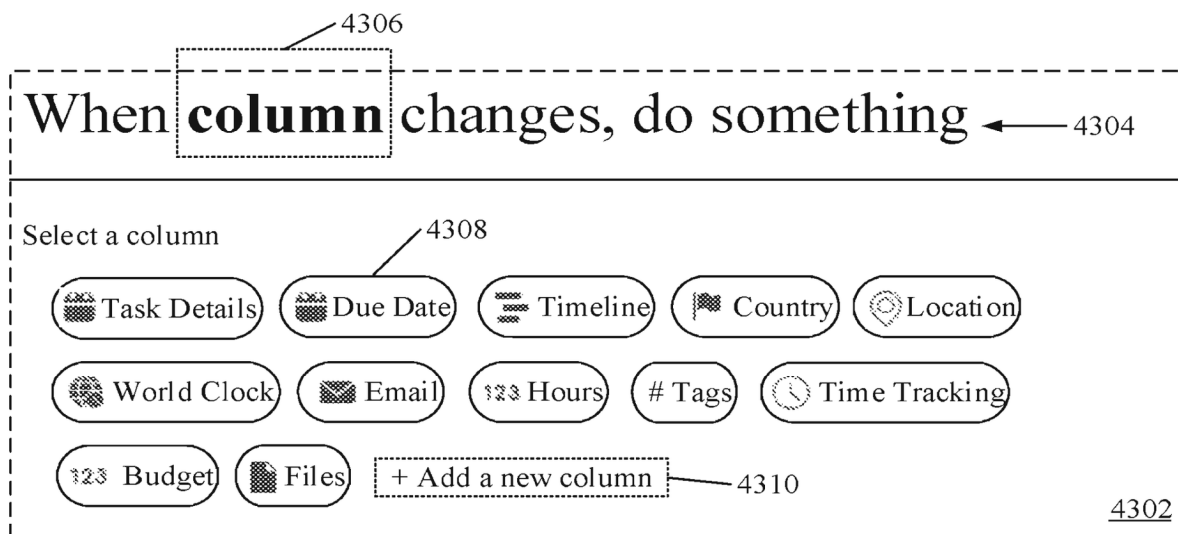 4306
When column changes, do something 4304
Select a column 4308
Task Details Due Date Timeline Country Location
World Clock Email 123 Hours # Tags Time Tracking
123 Budget Files + Add a new column 4310
4302